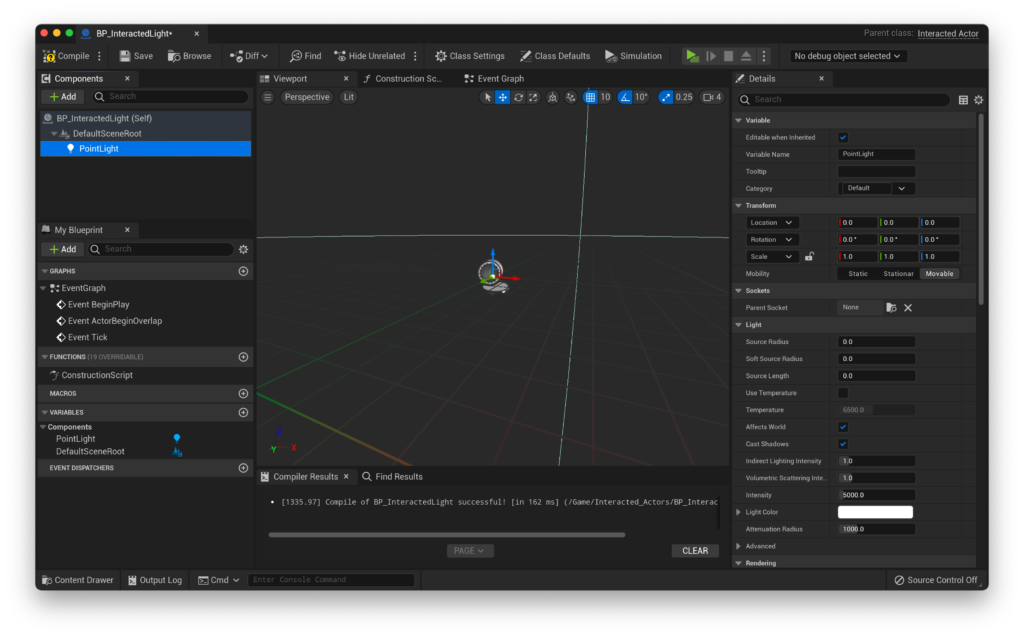 BP_InteractedLight*
Parent class: Interacted Actor
Compile Save Browse Diff Find Hide Unrelated Class Settings Class Defaults Simulation No debug object selected
Components
Add Search
BP_InteractedLight (Self)
DefaultSceneRoot
PointLight
My Blueprint
Add Search
GRAPHS
EventGraph
Event BeginPlay
Event ActorBeginOverlap
Event Tick
FUNCTIONS (19 OVERRIDABLE)
ConstructionScript
MACROS
VARIABLES
Components
PointLight
DefaultSceneRoot
EVENT DISPATCHERS
Viewport Construction Sc... Event Graph
Perspective Lit 10 10° 0.25 4
Z
Y X
Compiler Results Find Results
• [1335.97] Compile of BP_InteractedLight successful! [in 162 ms] (/Game/Interacted_Actors/BP_Interac
PAGE CLEAR
Details
Search
Variable
Editable when Inherited
Variable Name PointLight
Tooltip
Category Default
Transform
Location 0.0 0.0 0.0
Rotation 0.0° 0.0° 0.0°
Scale 1.0 1.0 1.0
Mobility Static Stationar Movable
Sockets
Parent Socket None
Light
Source Radius 0.0
Soft Source Radius 0.0
Source Length 0.0
Use Temperature
Temperature 6500.0
Affects World
Cast Shadows
Indirect Lighting Intensity 1.0
Volumetric Scattering Inte... 1.0
Intensity 5000.0
Light Color
Attenuation Radius 1000.0
Advanced
Rendering
Content Drawer Output Log Cmd Enter Console Command Source Control Off